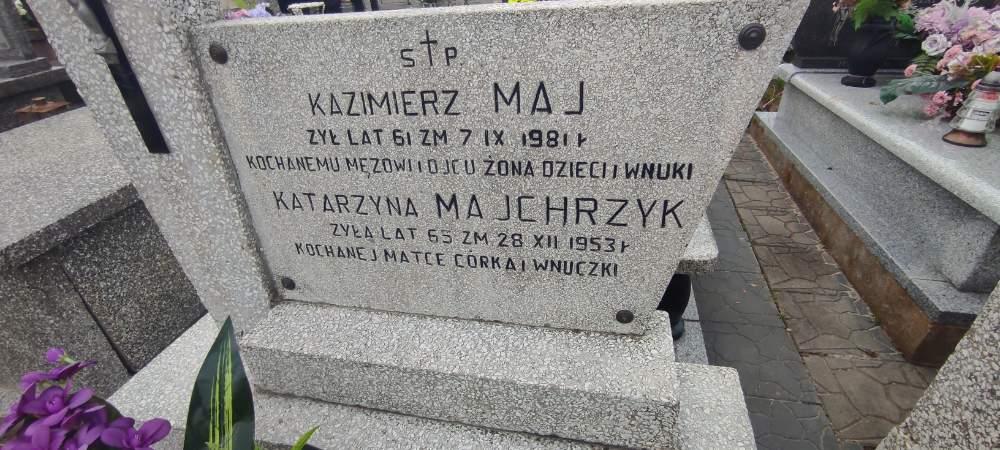 S † P
KAZIMIERZ MAJ
ŻYŁ LAT 61 ZM 7 IX 1981 ł
KOCHANEMU MĘŻOWI I OJCU ŻONA DZIECI I WNUKI
KATARZYNA MAJCHRZYK
ŻYŁA LAT 65 ZM 28 XII 1953 ł
KOCHANEJ MATCE CÓRKA I WNUCZKI